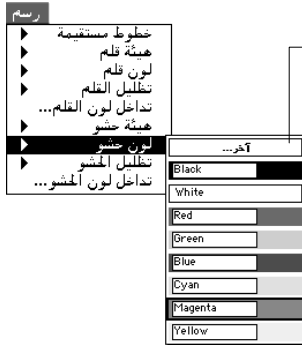 رسم
خطوط مستقيمة
هيئة قلم
لون قلم
تظليل القلم
تداخل لون القلم...
هيئة حشو
لون حشو
تظليل الحشو
تداخل لون الحشو...
آخر...
Black
White
Red
Green
Blue
Cyan
Magenta
Yellow